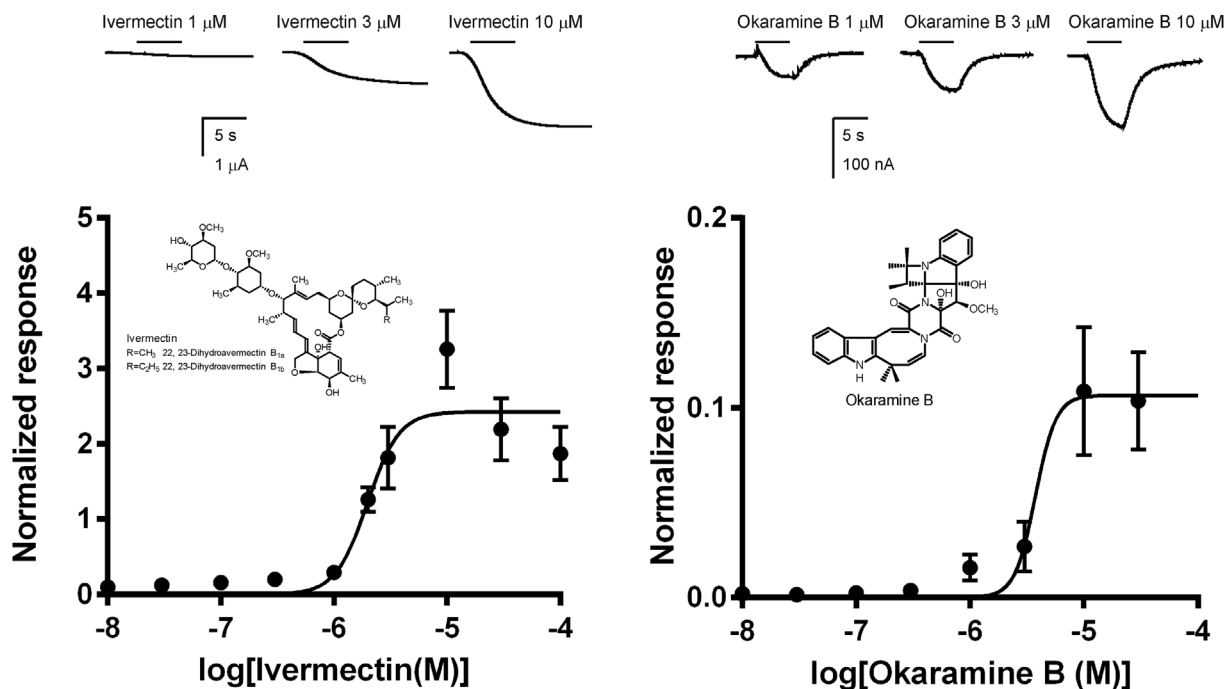 Ivermectin 1 μM
Ivermectin 3 μM
Ivermectin 10 μM
5 s
1 μA
Normalized response
5
4
3
2
1
0
-8
-7
-6
-5
-4
log[Ivermectin(M)]
OCH₃
HO
OCH₃
H₃C
O
O
H₃C
O
O
CH₃
H₃C
O
O
CH₃
CH₃
R
O
O
OH
O
CH₃
OH
Ivermectin
R=CH₃ 22, 23-Dihydroavermectin B₁ₐ
R=C₂H₅ 22, 23-Dihydroavermectin B₁b
Okaramine B 1 μM
Okaramine B 3 μM
Okaramine B 10 μM
5 s
100 nA
Normalized response
0.2
0.1
0.0
-8
-7
-6
-5
-4
log[Okaramine B (M)]
N
OH
OH
N
OCH₃
O
N
O
N
H
Okaramine B